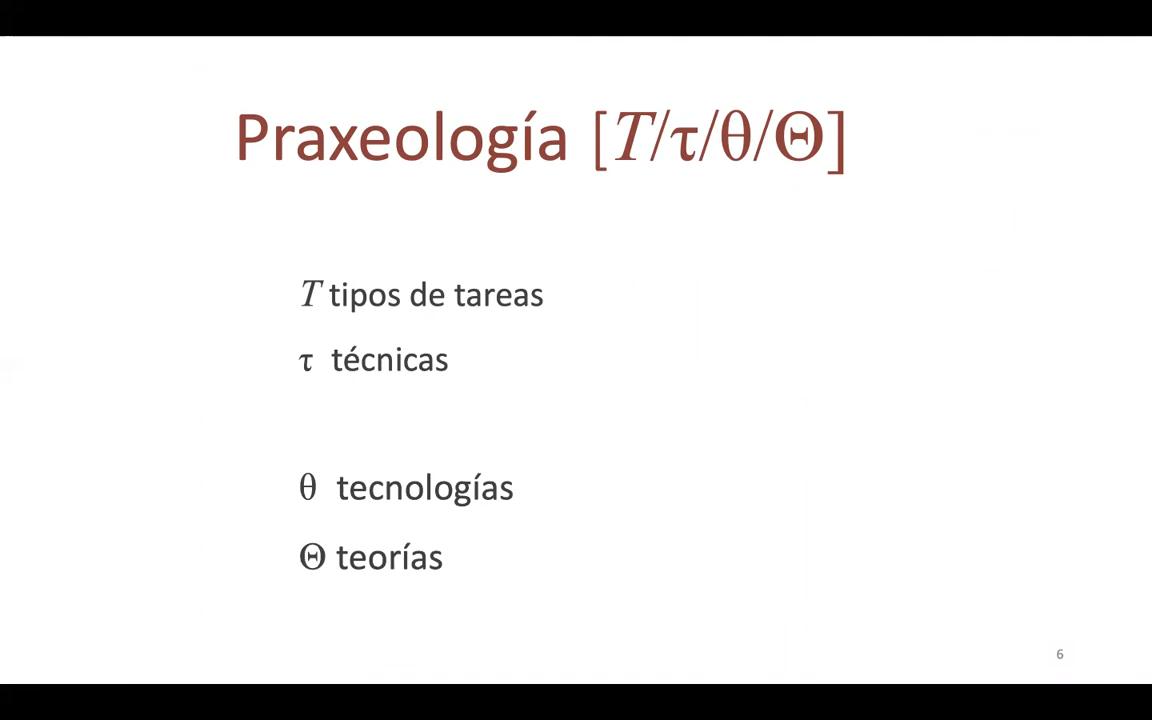 Praxeología [T/τ/θ/Θ]
T tipos de tareas
τ técnicas
θ tecnologías
Θ teorías
6